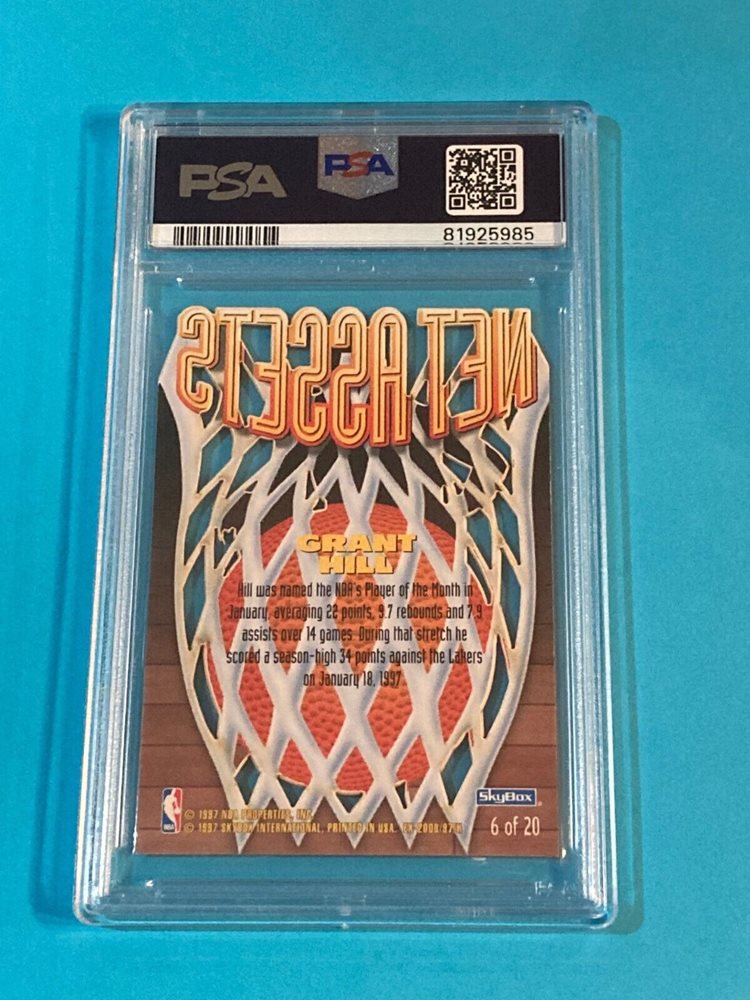 PSA
PSA
81925985
NET ASSETS
GRANT
HILL
Hill was named the NBA's Player of the Month in
January, averaging 22 points, 9.7 rebounds and 7.9
assists over 14 games. During that stretch he
scored a season-high 34 points against the Lakers
on January 18, 1997.
SkyBox
NBA
© 1997 NBA PROPERTIES, INC.
© 1997 SKYBOX INTERNATIONAL, PRINTED IN USA.
6 of 20